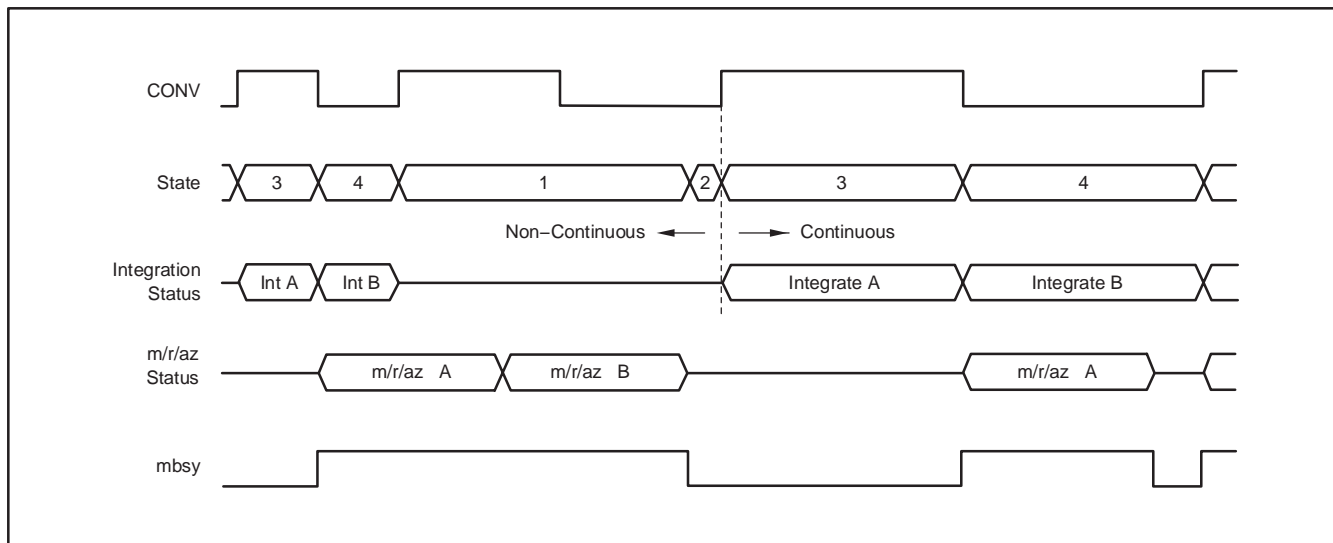 CONV
State
3
4
1
2
3
4
Non−Continuous
Continuous
Integration
Status
Int A
Int B
Integrate A
Integrate B
m/r/az
Status
m/r/az A
m/r/az B
m/r/az A
mbsy